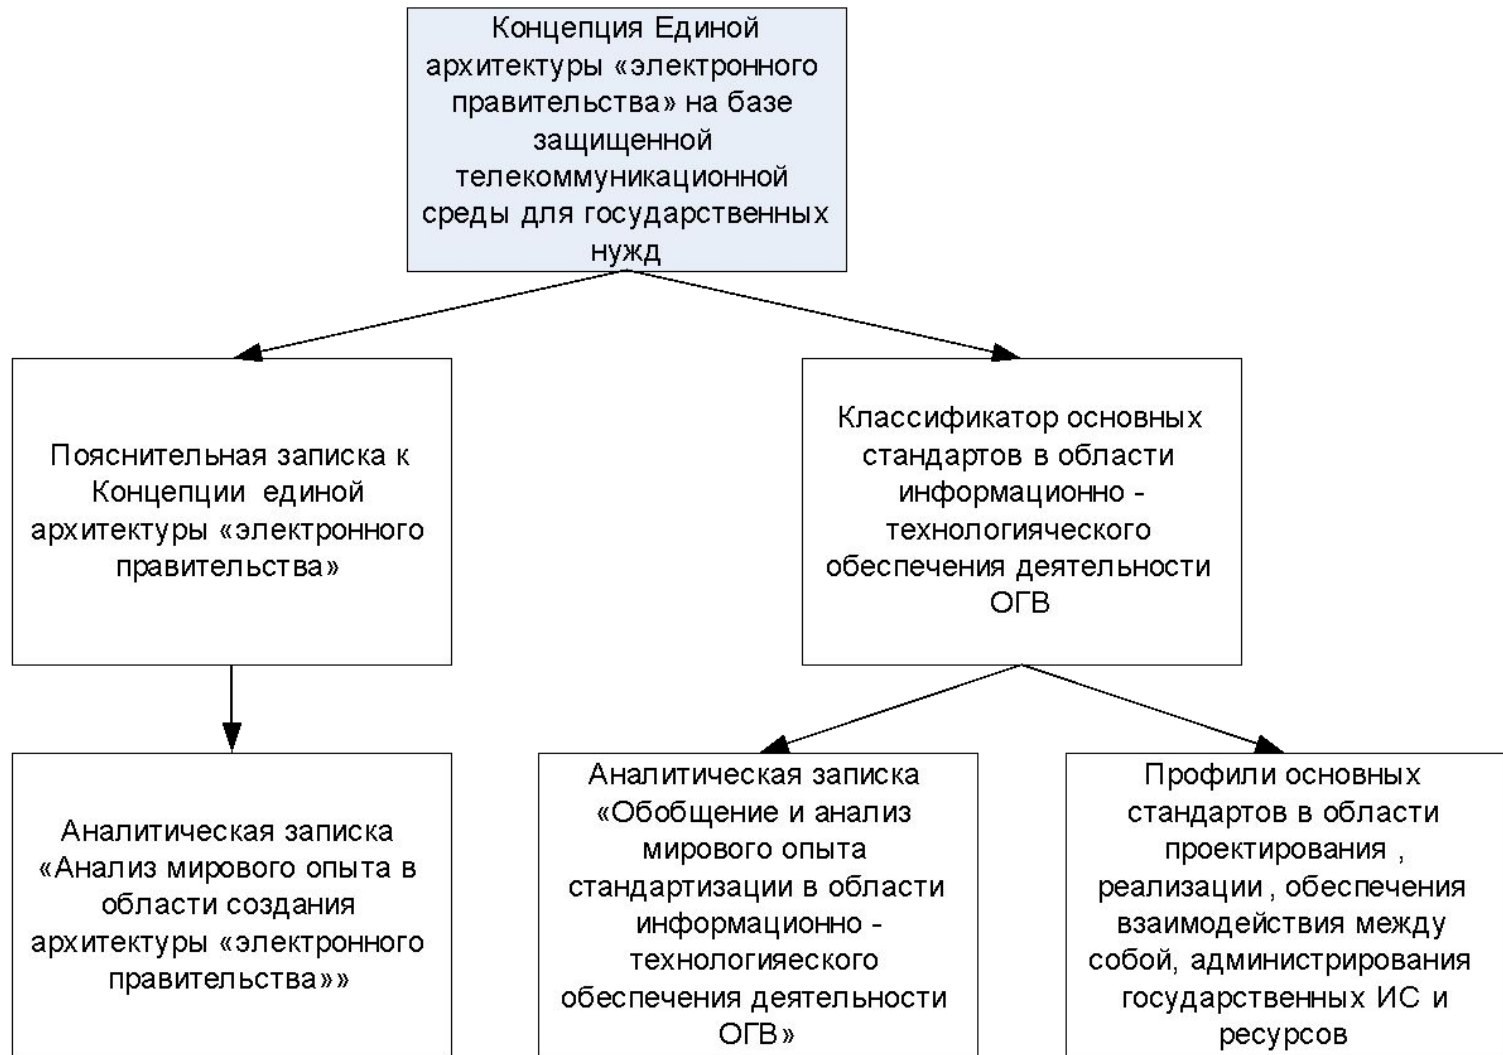 Концепция Единой
архитектуры «электронного
правительства» на базе
защищенной
телекоммуникационной
среды для государственных
нужд
Пояснительная записка к
Концепции единой
архитектуры «электронного
правительства»
Классификатор основных
стандартов в области
информационно -
технологияческого
обеспечения деятельности
ОГВ
Аналитическая записка
«Анализ мирового опыта в
области создания
архитектуры «электронного
правительства»»
Аналитическая записка
«Обобщение и анализ
мирового опыта
стандартизации в области
информационно -
технологияеского
обеспечения деятельности
ОГВ»
Профили основных
стандартов в области
проектирования ,
реализации , обеспечения
взаимодействия между
собой, администрирования
государственных ИС и
ресурсов